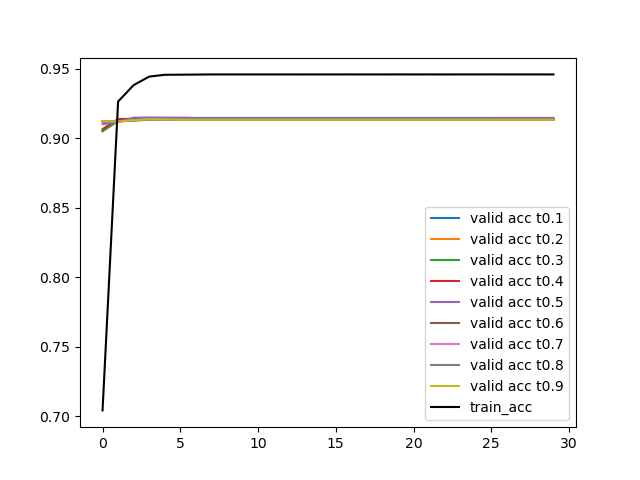 0.95
0.90
0.85
0.80
0.75
0.70
valid acc t0.1
valid acc t0.2
valid acc t0.3
valid acc t0.4
valid acc t0.5
valid acc t0.6
valid acc t0.7
valid acc t0.8
valid acc t0.9
train_acc
0 5 10 15 20 25 30